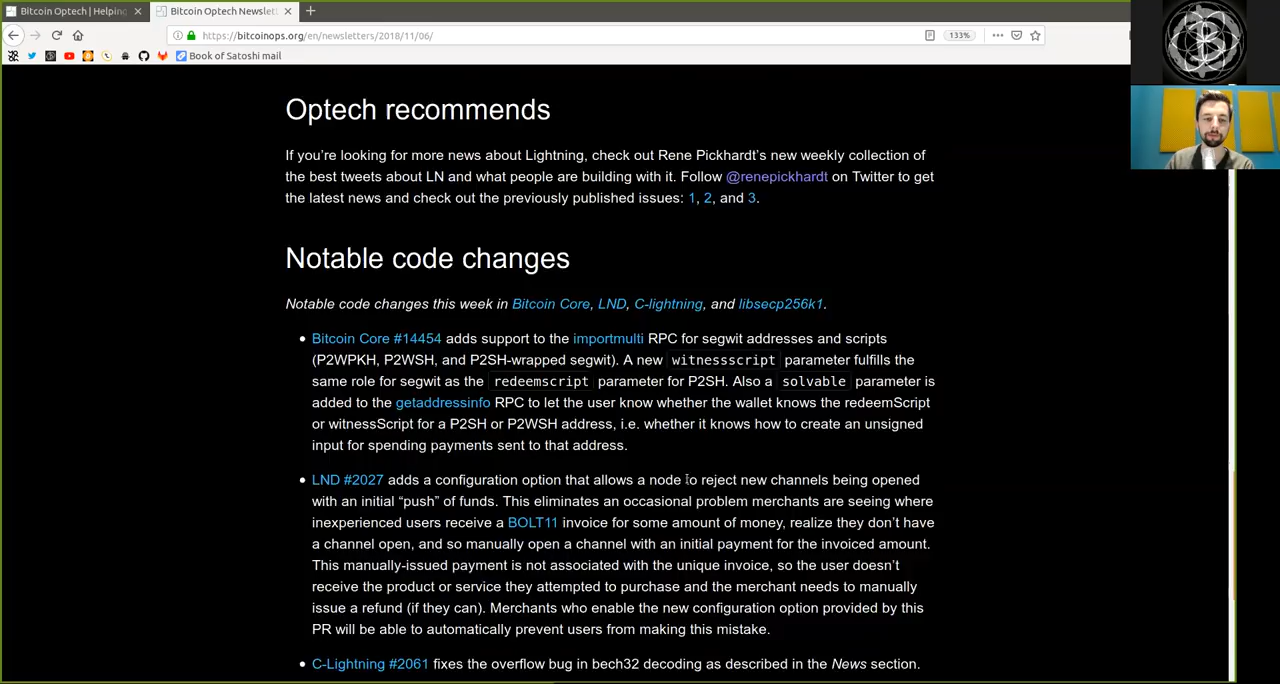 Bitcoin Optech | Helping
Bitcoin Optech Newslett
https://bitcoinops.org/en/newsletters/2018/11/06/
133%
Book of Satoshi mail
Optech recommends
If you’re looking for more news about Lightning, check out Rene Pickhardt’s new weekly collection of
the best tweets about LN and what people are building with it. Follow @renepickhardt on Twitter to get
the latest news and check out the previously published issues: 1, 2, and 3.
Notable code changes
Notable code changes this week in Bitcoin Core, LND, C-lightning, and libsecp256k1.
• Bitcoin Core #14454 adds support to the importmulti RPC for segwit addresses and scripts
(P2WPKH, P2WSH, and P2SH-wrapped segwit). A new witnessscript parameter fulfills the
same role for segwit as the redeemscript parameter for P2SH. Also a solvable parameter is
added to the getaddressinfo RPC to let the user know whether the wallet knows the redeemScript
or witnessScript for a P2SH or P2WSH address, i.e. whether it knows how to create an unsigned
input for spending payments sent to that address.
• LND #2027 adds a configuration option that allows a node to reject new channels being opened
with an initial “push” of funds. This eliminates an occasional problem merchants are seeing where
inexperienced users receive a BOLT11 invoice for some amount of money, realize they don’t have
a channel open, and so manually open a channel with an initial payment for the invoiced amount.
This manually-issued payment is not associated with the unique invoice, so the user doesn’t
receive the product or service they attempted to purchase and the merchant needs to manually
issue a refund (if they can). Merchants who enable the new configuration option provided by this
PR will be able to automatically prevent users from making this mistake.
• C-Lightning #2061 fixes the overflow bug in bech32 decoding as described in the News section.